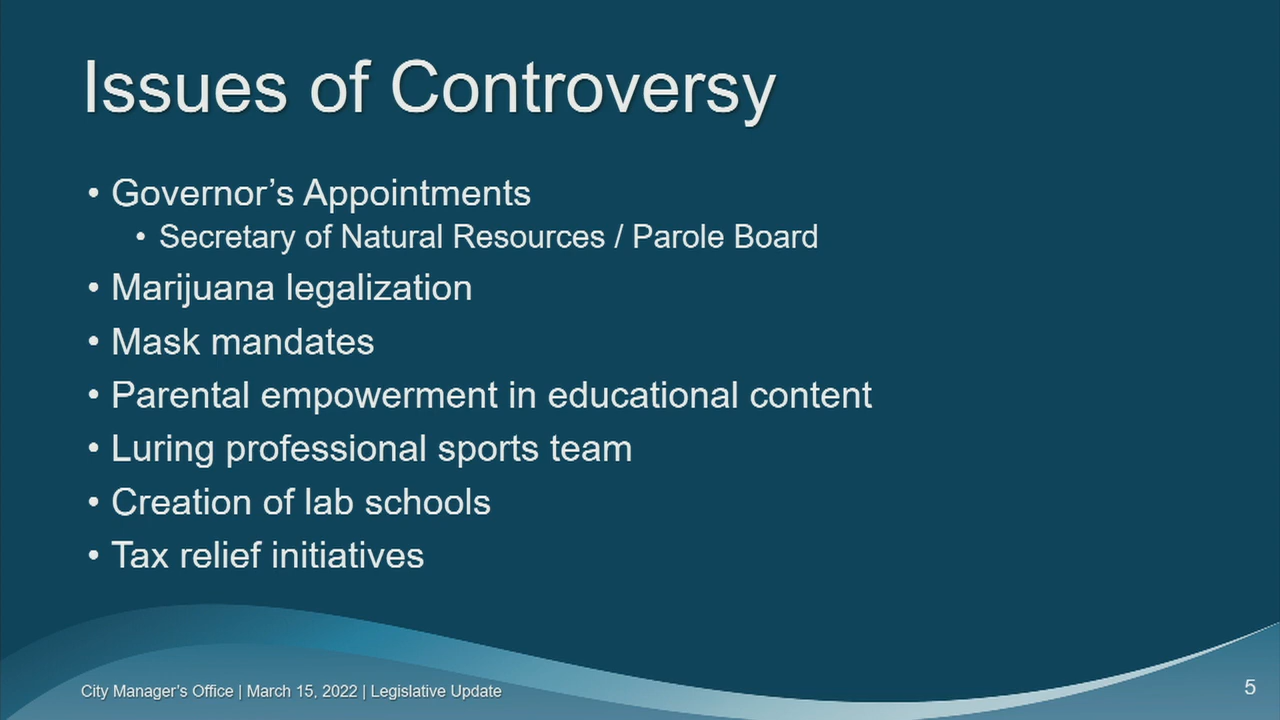 Issues of Controversy
• Governor’s Appointments
• Secretary of Natural Resources / Parole Board
• Marijuana legalization
• Mask mandates
• Parental empowerment in educational content
• Luring professional sports team
• Creation of lab schools
• Tax relief initiatives
City Manager’s Office | March 15, 2022 | Legislative Update
5